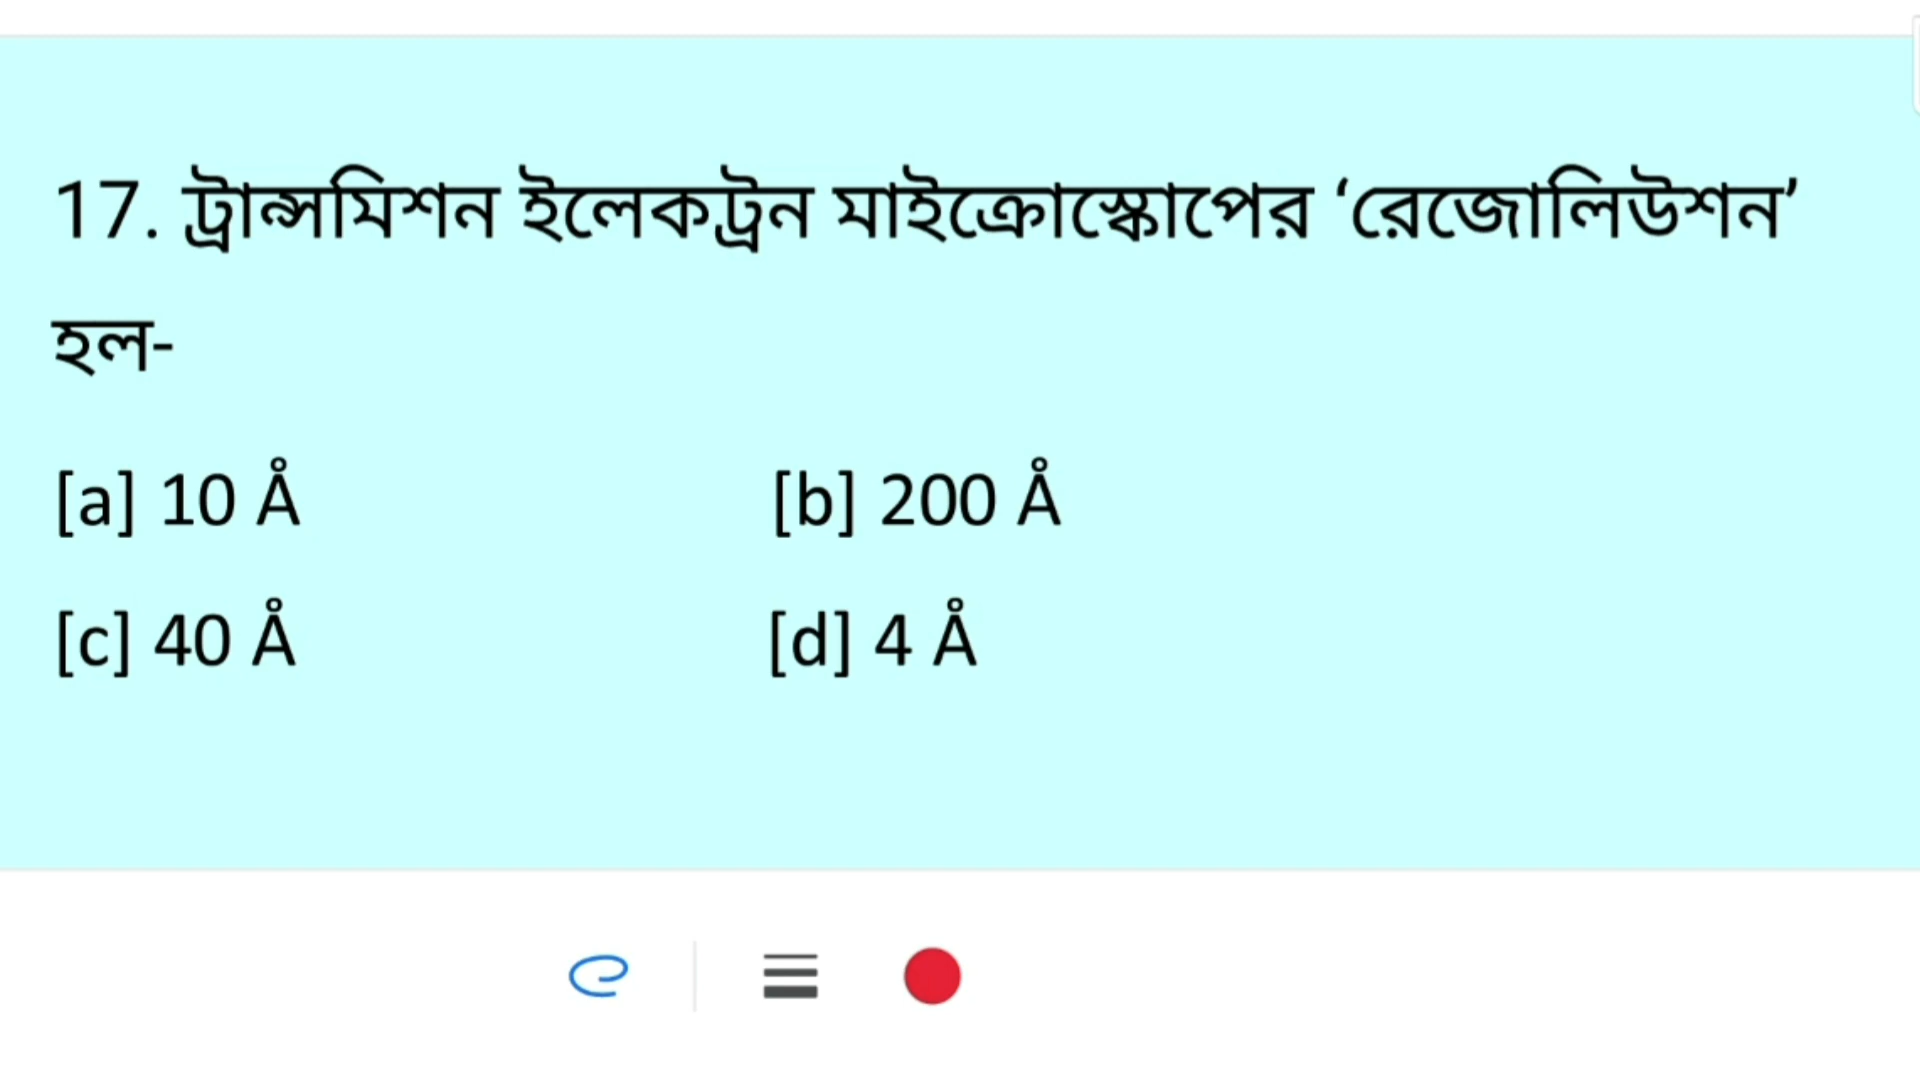 17. ট্রান্সমিশন ইলেকট্রন মাইক্রোস্কোপের ‘রেজোলিউশন’
হল-
[a] 10 Å [b] 200 Å
[c] 40 Å [d] 4 Å